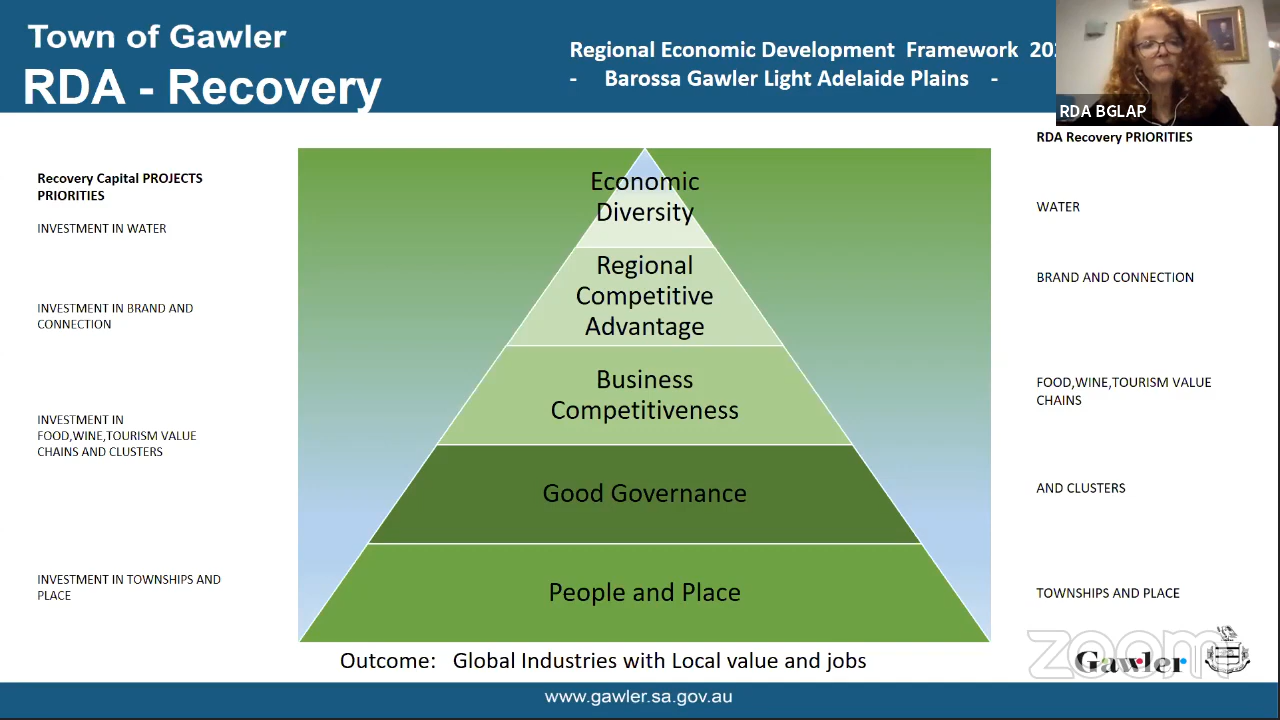 Town of Gawler
RDA - Recovery
Regional Economic Development Framework
- Barossa Gawler Light Adelaide Plains -
RDA BGLAP
Recovery Capital PROJECTS
PRIORITIES
INVESTMENT IN WATER
INVESTMENT IN BRAND AND
CONNECTION
INVESTMENT IN
FOOD,WINE,TOURISM VALUE
CHAINS AND CLUSTERS
INVESTMENT IN TOWNSHIPS AND
PLACE
Economic
Diversity
Regional
Competitive
Advantage
Business
Competitiveness
Good Governance
People and Place
RDA Recovery PRIORITIES
WATER
BRAND AND CONNECTION
FOOD,WINE,TOURISM VALUE
CHAINS
AND CLUSTERS
TOWNSHIPS AND PLACE
Outcome: Global Industries with Local value and jobs
zoom
Gawler
www.gawler.sa.gov.au